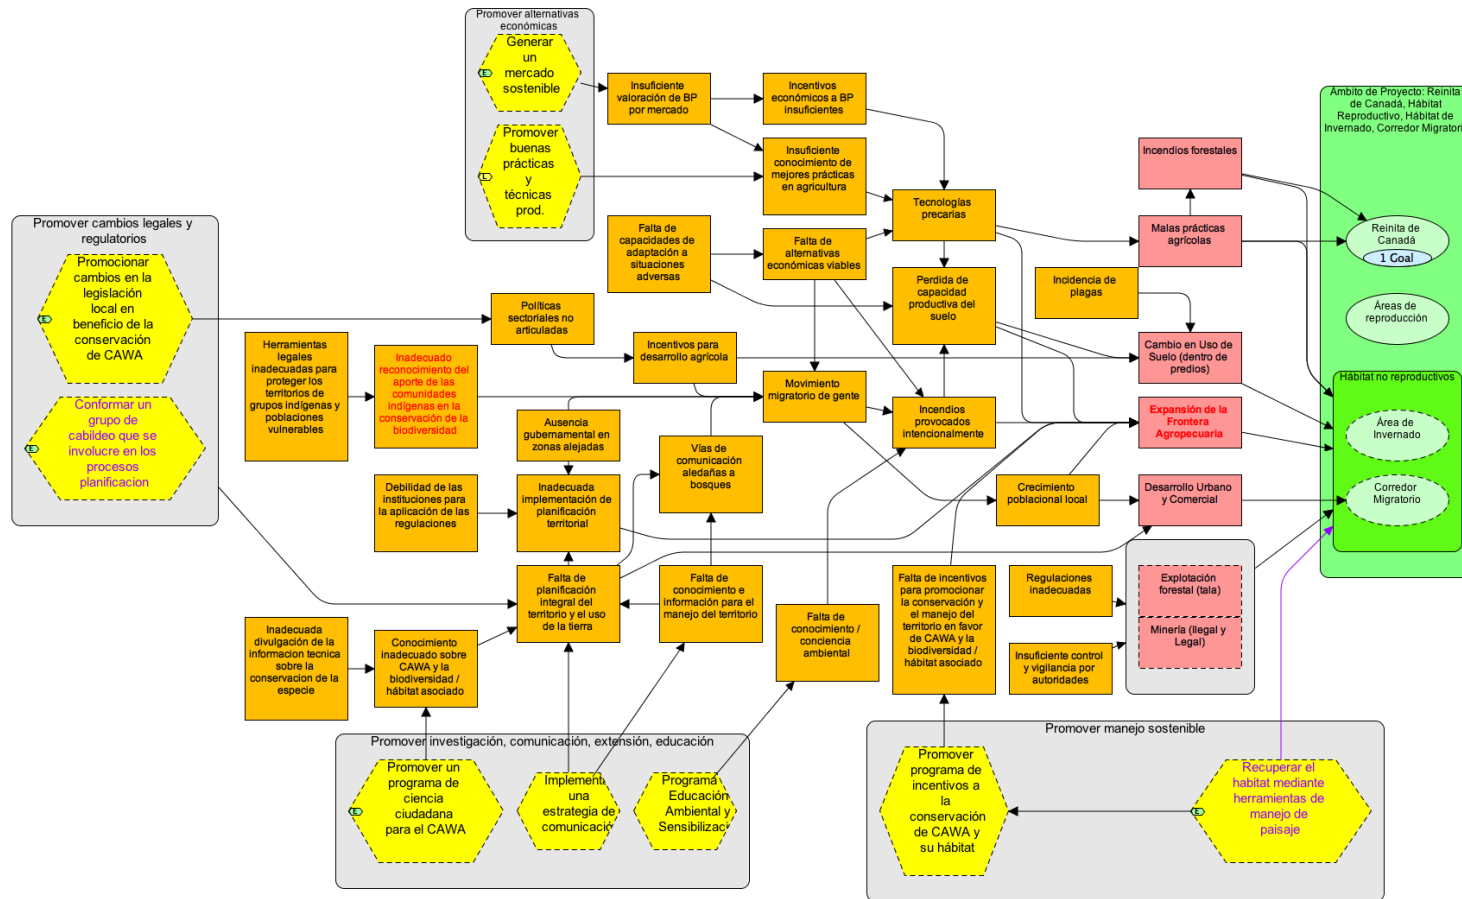 Promover alternativas
económicas
Generar
un
mercado
sostenible
E
Promover
buenas
prácticas
y
técnicas
prod.
L
Insuficiente
valoración de BP
por mercado
Incentivos
económicos a BP
insuficientes
Insuficiente
conocimiento de
mejores prácticas
en agricultura
Tecnologías
precarias
Falta de
capacidades de
adaptación a
situaciones
adversas
Falta de
alternativas
económicas viables
Perdida de
capacidad
productiva del
suelo
Incendios forestales
Malas prácticas
agrícolas
Incidencia de
plagas
Cambio en Uso de
Suelo (dentro de
predios)
Expansión de la
Frontera
Agropecuaria
Desarrollo Urbano
y Comercial
Ámbito de Proyecto: Reinita
de Canadá, Hábitat
Reproductivo, Hábitat de
Invernado, Corredor Migratori
Reinita de
Canadá
1 Goal
Áreas de
reproducción
Hábitat no reproductivos
Área de
Invernado
Corredor
Migratorio
Promover cambios legales y
regulatorios
Promocionar
cambios en la
legislación
local en
beneficio de la
conservación
de CAWA
E
Conformar un
grupo de
cabildeo que se
involucre en los
procesos
planificacion
E
Políticas
sectoriales no
articuladas
Incentivos para
desarrollo agrícola
Herramientas
legales
inadecuadas para
proteger los
territorios de
grupos indígenas y
poblaciones
vulnerables
Inadecuado
reconocimiento del
aporte de las
comunidades
indígenas en la
conservación de la
biodiversidad
Movimiento
migratorio de gente
Incendios
provocados
intencionalmente
Ausencia
gubernamental en
zonas alejadas
Vías de
comunicación
aledañas a
bosques
Debilidad de las
instituciones para
la aplicación de las
regulaciones
Inadecuada
implementación de
planificación
territorial
Crecimiento
poblacional local
Falta de
planificación
integral del
territorio y el uso
de la tierra
Falta de
conocimiento e
información para el
manejo del territorio
Falta de
conocimiento /
conciencia
ambiental
Falta de incentivos
para promocionar
la conservación y
el manejo del
territorio en favor
de CAWA y la
biodiversidad /
hábitat asociado
Regulaciones
inadecuadas
Insuficiente control
y vigilancia por
autoridades
Explotación
forestal (tala)
Minería (Ilegal y
Legal)
Inadecuada
divulgación de la
informacion tecnica
sobre la
conservacion de la
especie
Conocimiento
inadecuado sobre
CAWA y la
biodiversidad /
hábitat asociado
Promover investigación, comunicación, extensión, educación
Promover un
programa de
ciencia
ciudadana
para el CAWA
E
Implement
una
estrategia de
comunicació
Programa
Educación
Ambiental y
Sensibilizac
Promover manejo sostenible
Promover
programa de
incentivos a
la
conservación
de CAWA y
su hábitat
Recuperar el
habitat mediante
herramientas de
manejo de
paisaje
E